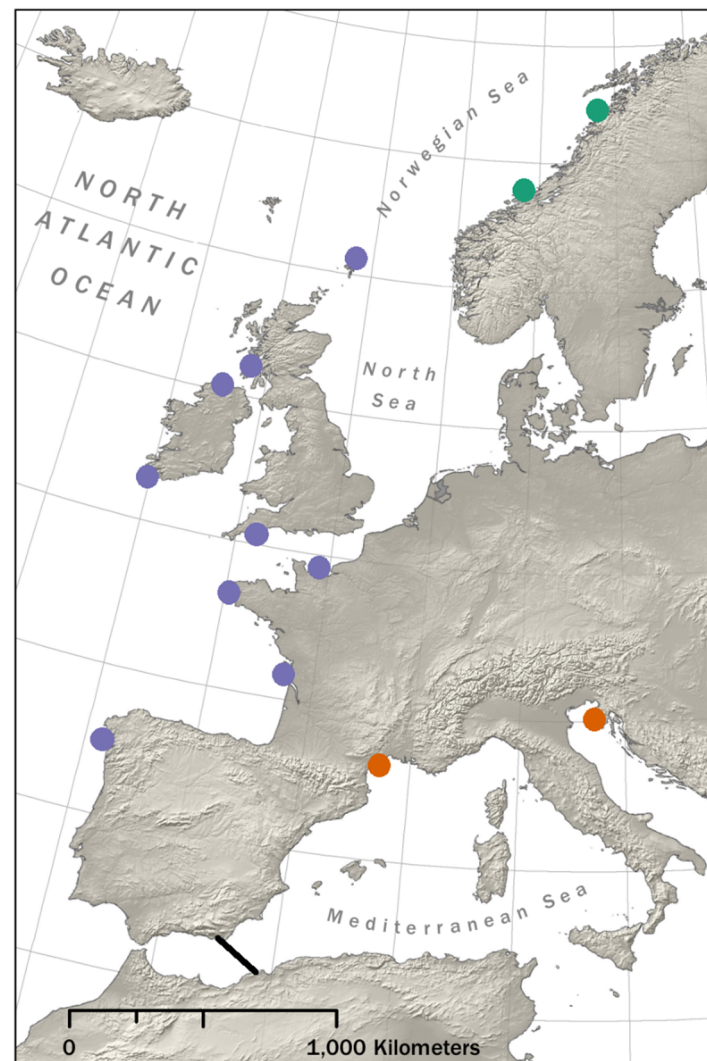 Norwegian Sea
NORTH
ATLANTIC
OCEAN
North
Sea
Mediterranean Sea
0
1,000 Kilometers